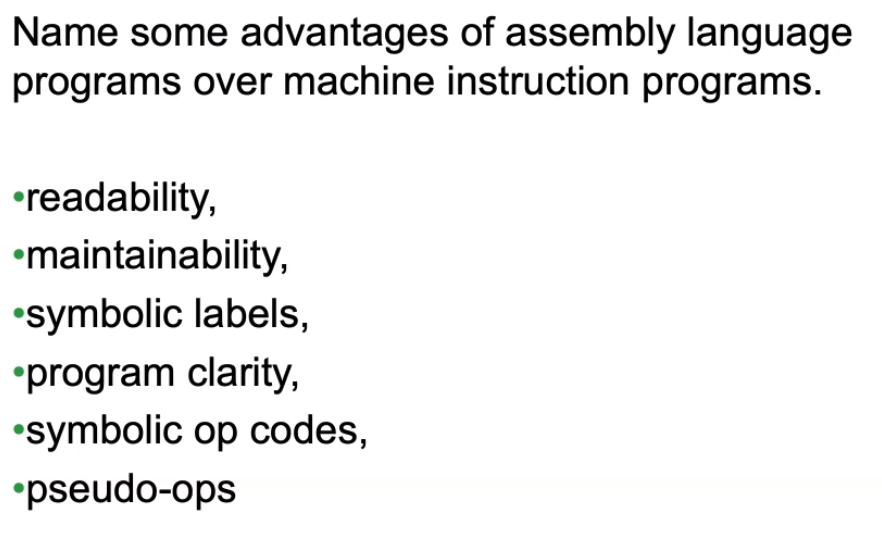 Name some advantages of assembly language
programs over machine instruction programs.
•readability,
•maintainability,
•symbolic labels,
•program clarity,
•symbolic op codes,
•pseudo-ops